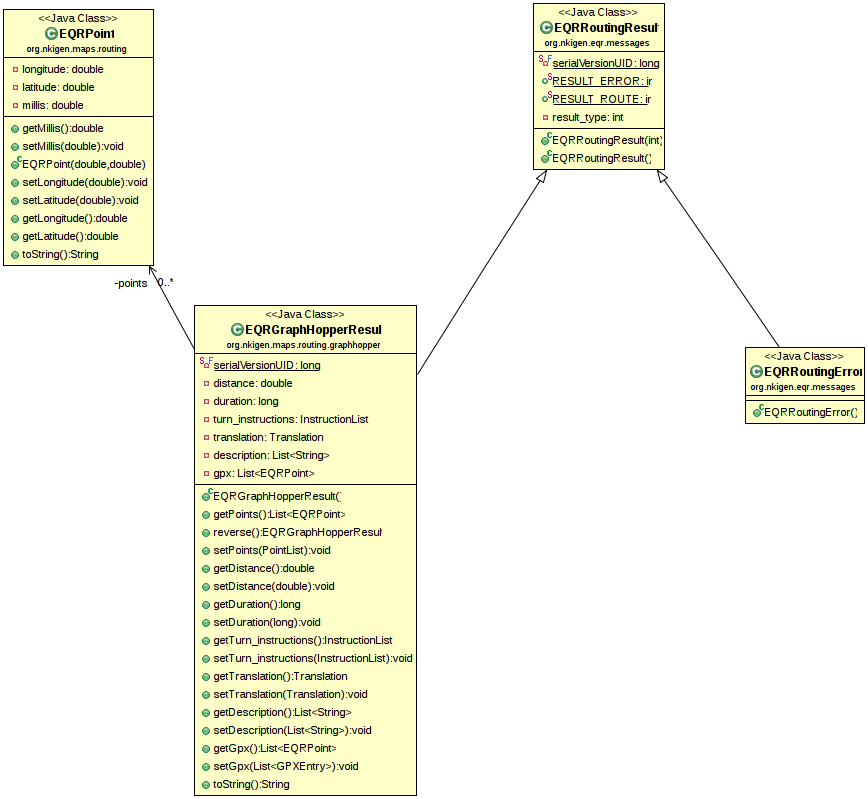 <<Java Class>>
EQRPoint
org.nkigen.maps.routing
longitude: double
latitude: double
millis: double
getMillis():double
setMillis(double):void
EQRPoint(double,double)
setLongitude(double):void
setLatitude(double):void
getLongitude():double
getLatitude():double
toString():String
<<Java Class>>
EQRRoutingResul
org.nkigen.eqr.messages
serialVersionUID: long
RESULT_ERROR: ir
RESULT_ROUTE: ir
result_type: int
EQRRoutingResult(int)
EQRRoutingResult()
-points 0..*
<<Java Class>>
EQRGraphHopperResul
org.nkigen.maps.routing.graphhopper
serialVersionUID: long
distance: double
duration: long
turn_instructions: InstructionList
translation: Translation
description: List<String>
gpx: List<EQRPoint>
EQRGraphHopperResult()
getPoints():List<EQRPoint>
reverse():EQRGraphHopperResult
setPoints(PointList):void
getDistance():double
setDistance(double):void
getDuration():long
setDuration(long):void
getTurn_instructions():InstructionList
setTurn_instructions(InstructionList):void
getTranslation():Translation
setTranslation(Translation):void
getDescription():List<String>
setDescription(List<String>):void
getGpx():List<EQRPoint>
setGpx(List<GPXEntry>):void
toString():String
<<Java Class>>
EQRRoutingError
org.nkigen.eqr.messages
EQRRoutingError()